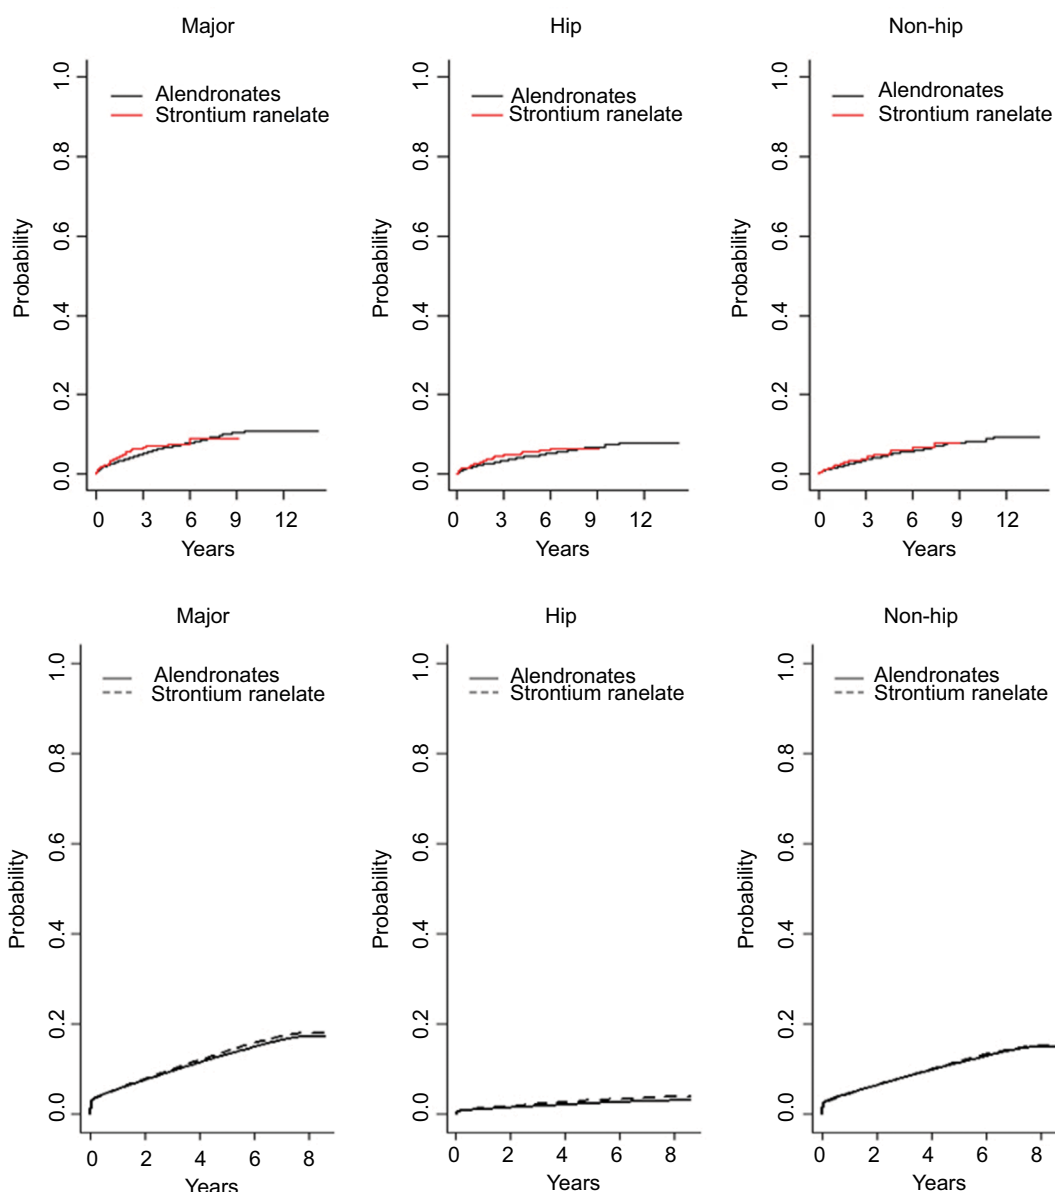 Major
Hip
Non-hip
Alendronates
Strontium ranelate
Alendronates
Strontium ranelate
Alendronates
Strontium ranelate
Probability
1.0
0.8
0.6
0.4
0.2
0.0
Probability
1.0
0.8
0.6
0.4
0.2
0.0
Probability
1.0
0.8
0.6
0.4
0.2
0.0
0 3 6 9 12
0 3 6 9 12
0 3 6 9 12
Years
Years
Years
Major
Hip
Non-hip
Alendronates
Strontium ranelate
Alendronates
Strontium ranelate
Alendronates
Strontium ranelate
Probability
1.0
0.8
0.6
0.4
0.2
0.0
Probability
1.0
0.8
0.6
0.4
0.2
0.0
Probability
1.0
0.8
0.6
0.4
0.2
0.0
0 2 4 6 8
0 2 4 6 8
0 2 4 6 8
Years
Years
Years